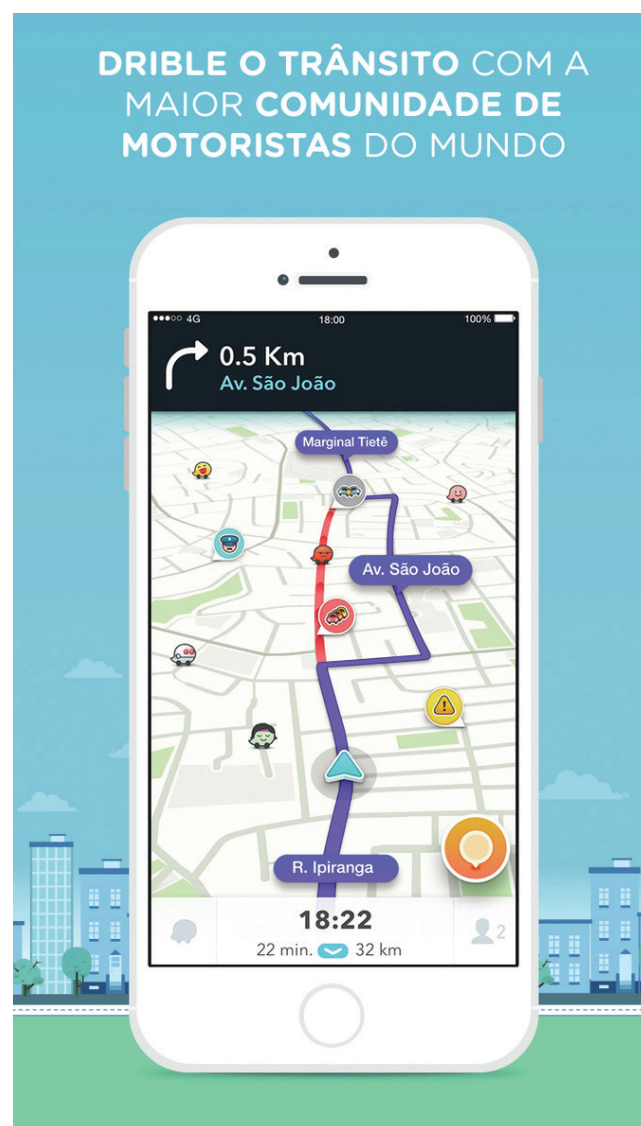 DRIBLE O TRÂNSITO COM A
MAIOR COMUNIDADE DE
MOTORISTAS DO MUNDO
4G 18:00 100%
0.5 Km
Av. São João
Marginal Tietê
Av. São João
R. Ipiranga
18:22
22 min. 32 km
2